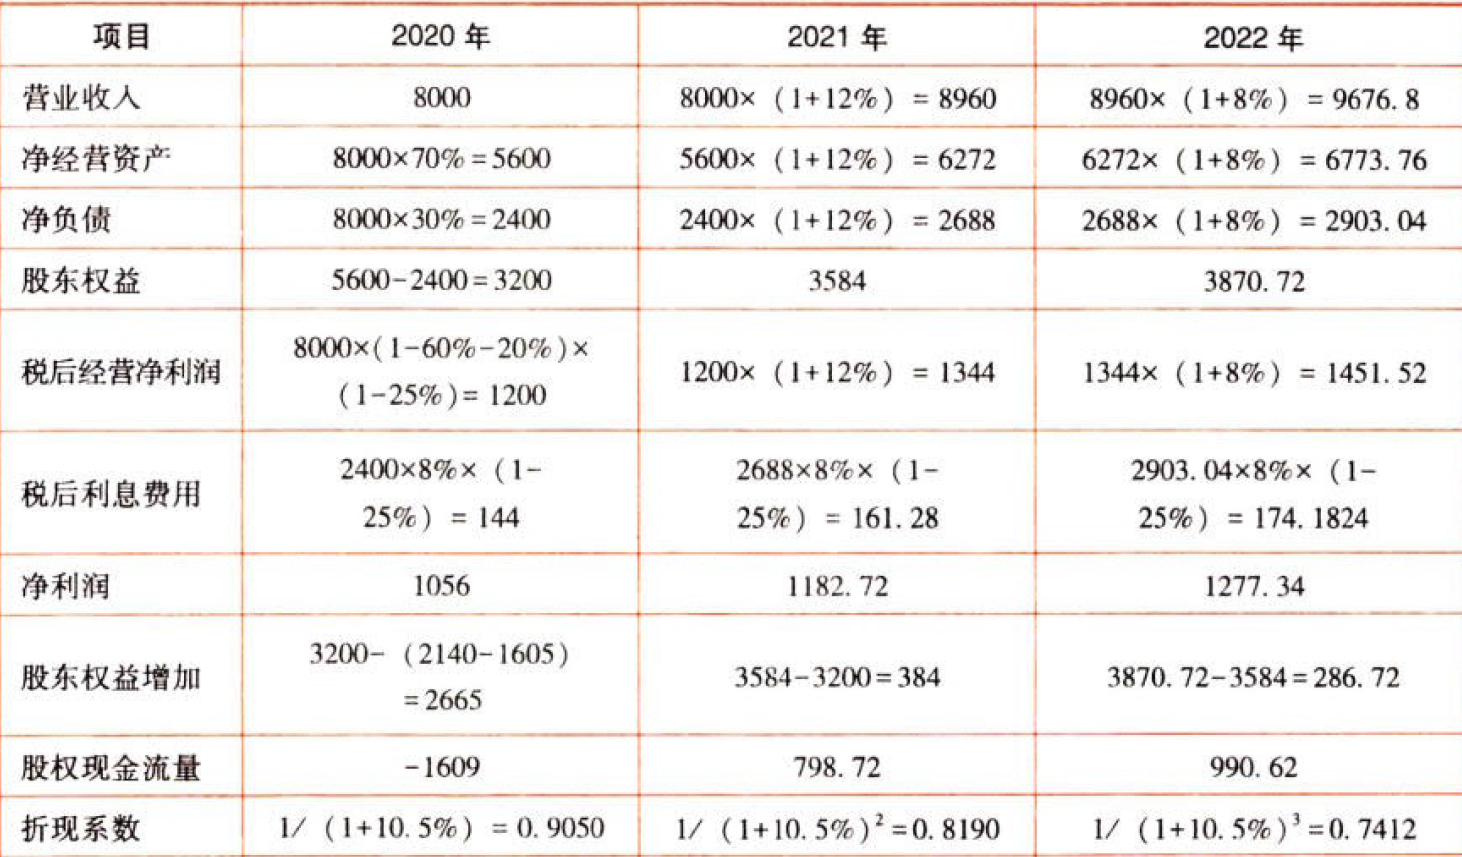 项目 2020 年 2021 年 2022 年
营业收入 8000 8000×（1+12%）= 8960 8960×（1+8%）= 9676. 8
净经营资产 8000×70% = 5600 5600×（1+12%）= 6272 6272×（1+8%）= 6773. 76
净负债 8000×30% = 2400 2400×（1+12%）= 2688 2688×（1+8%）= 2903. 04
股东权益 5600-2400 = 3200 3584 3870. 72
税后经营净利润 8000×(1-60%-20%)×
(1-25%)= 1200 1200×（1+12%）= 1344 1344×（1+8%）= 1451. 52
税后利息费用 2400×8%×（1-
25%）= 144 2688×8%×（1-
25%）= 161. 28 2903. 04×8%×（1-
25%）= 174. 1824
净利润 1056 1182. 72 1277. 34
股东权益增加 3200-（2140-1605）
= 2665 3584-3200 = 384 3870. 72-3584 = 286. 72
股权现金流量 -1609 798. 72 990. 62
折现系数 1/（1+10. 5%）= 0. 9050 1/（1+10. 5%）² = 0. 8190 1/（1+10. 5%）³ = 0. 7412